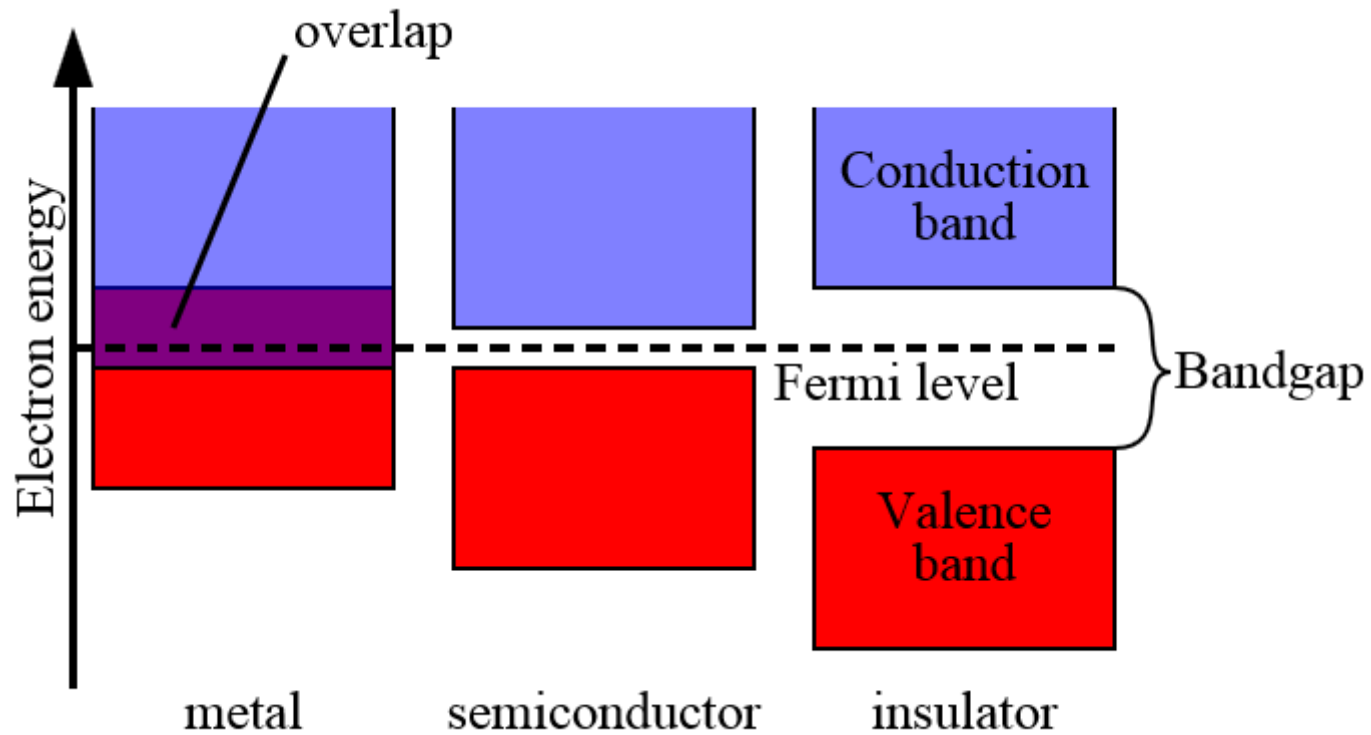 overlap
Electron energy
Conduction
band
Fermi level
Bandgap
Valence
band
metal
semiconductor
insulator